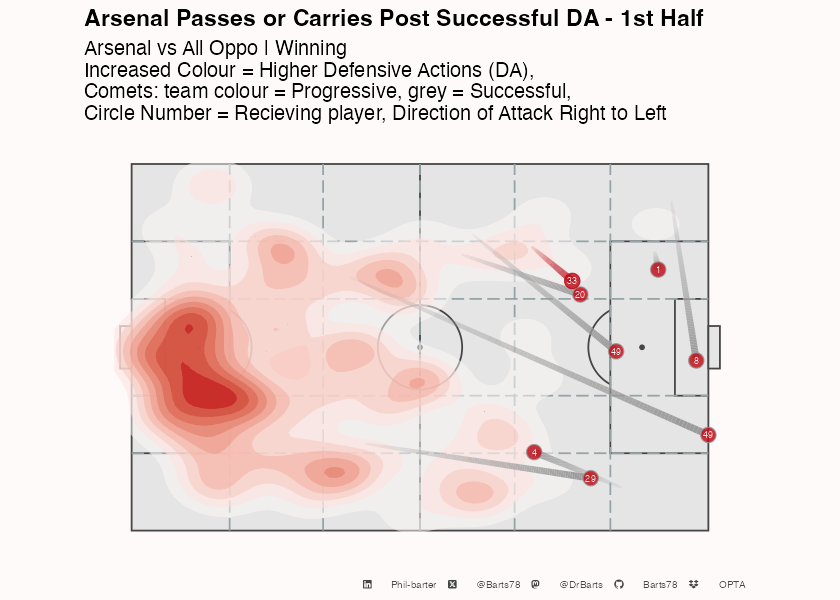 Arsenal Passes or Carries Post Successful DA - 1st Half
Arsenal vs All Oppo | Winning
Increased Colour = Higher Defensive Actions (DA),
Comets: team colour = Progressive, grey = Successful,
Circle Number = Recieving player, Direction of Attack Right to Left
1
33
20
49
8
49
4
29
Phil-barter @Barts78 @DrBarts Barts78 OPTA